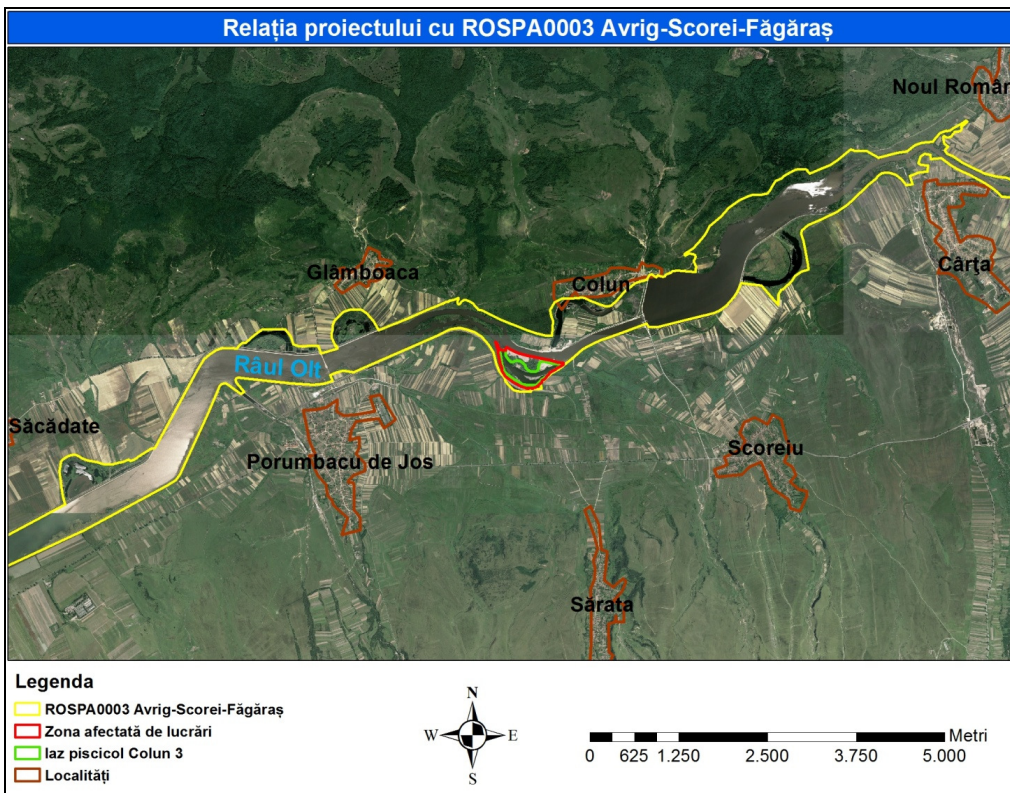 Relația proiectului cu ROSPA0003 Avrig-Scorei-Făgăraș
Noul Român
Cârța
Glâmboaca
Colun
Râul Olt
Săcădate
Porumbacu de Jos
Scoreiu
Sărata
Legenda
ROSPA0003 Avrig-Scorei-Făgăraș
Zona afectată de lucrări
Iaz piscicol Colun 3
Localități
N
W E
S
Metri
0 625 1.250 2.500 3.750 5.000